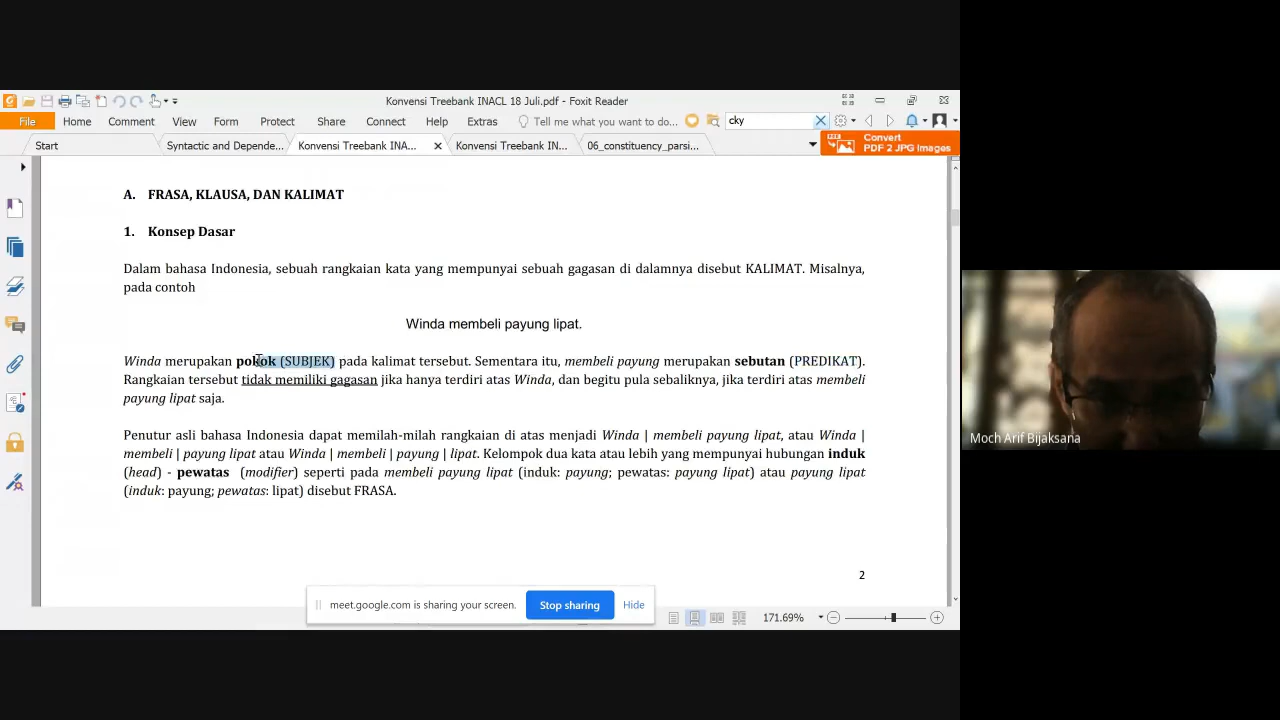 Konvensi Treebank INACL 18 Juli.pdf - Foxit Reader
File Home Comment View Form Protect Share Connect Help Extras Tell me what you want to do... cky
Start Syntactic and Depende... Konvensi Treebank INA... Konvensi Treebank IN... 06_constituency_parsi... Convert
PDF 2 JPG Images
A. FRASA, KLAUSA, DAN KALIMAT
1. Konsep Dasar
Dalam bahasa Indonesia, sebuah rangkaian kata yang mempunyai sebuah gagasan di dalamnya disebut KALIMAT. Misalnya,
pada contoh
Winda membeli payung lipat.
Winda merupakan pokok (SUBJEK) pada kalimat tersebut. Sementara itu, membeli payung merupakan sebutan (PREDIKAT).
Rangkaian tersebut tidak memiliki gagasan jika hanya terdiri atas Winda, dan begitu pula sebaliknya, jika terdiri atas membeli
payung lipat saja.
Penutur asli bahasa Indonesia dapat memilah-milah rangkaian di atas menjadi Winda | membeli payung lipat, atau Winda |
membeli | payung lipat atau Winda | membeli | payung | lipat. Kelompok dua kata atau lebih yang mempunyai hubungan induk
(head) - pewatas (modifier) seperti pada membeli payung lipat (induk: payung; pewatas: payung lipat) atau payung lipat
(induk: payung; pewatas: lipat) disebut FRASA.
2
meet.google.com is sharing your screen. Stop sharing Hide
171.69%
Moch Arif Bijaksana